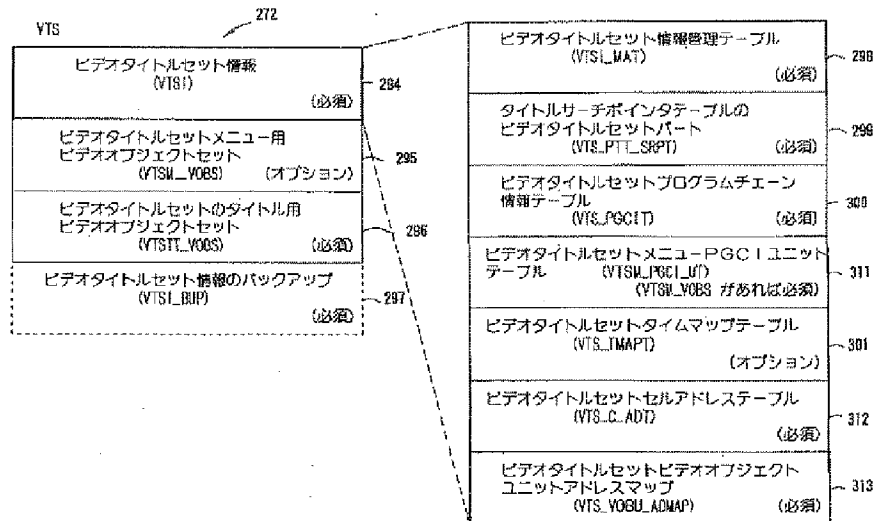 VTS
272
ビデオタイトルセット情報
(VTSI)
(必須)
294
ビデオタイトルセットメニュー用
ビデオオブジェクトセット
(VTSM_VOBS) (オプション)
295
ビデオタイトルセットのタイトル用
ビデオオブジェクトセット
(VTSTT_VOBS) (必須)
296
ビデオタイトルセット情報のバックアップ
(VTSI_BUP)
(必須)
297
ビデオタイトルセット情報管理テーブル
(VTSI_MAT)
(必須)
298
タイトルサーチポインタテーブルの
ビデオタイトルセットパート
(VTS_PTT_SRPT) (必須)
299
ビデオタイトルセットプログラムチェーン
情報テーブル
(VTS_PGCIT) (必須)
300
ビデオタイトルセットメニューPGCIユニット
テーブル (VTSM_PGCI_UT)
(VTSM_VOBS があれば必須)
311
ビデオタイトルセットタイムマップテーブル
(VTS_TMAPT)
(オプション)
301
ビデオタイトルセットセルアドレステーブル
(VTS_C_ADT)
(必須)
312
ビデオタイトルセットビデオオブジェクト
ユニットアドレスマップ
(VTS_VOBU_ADMAP) (必須)
313